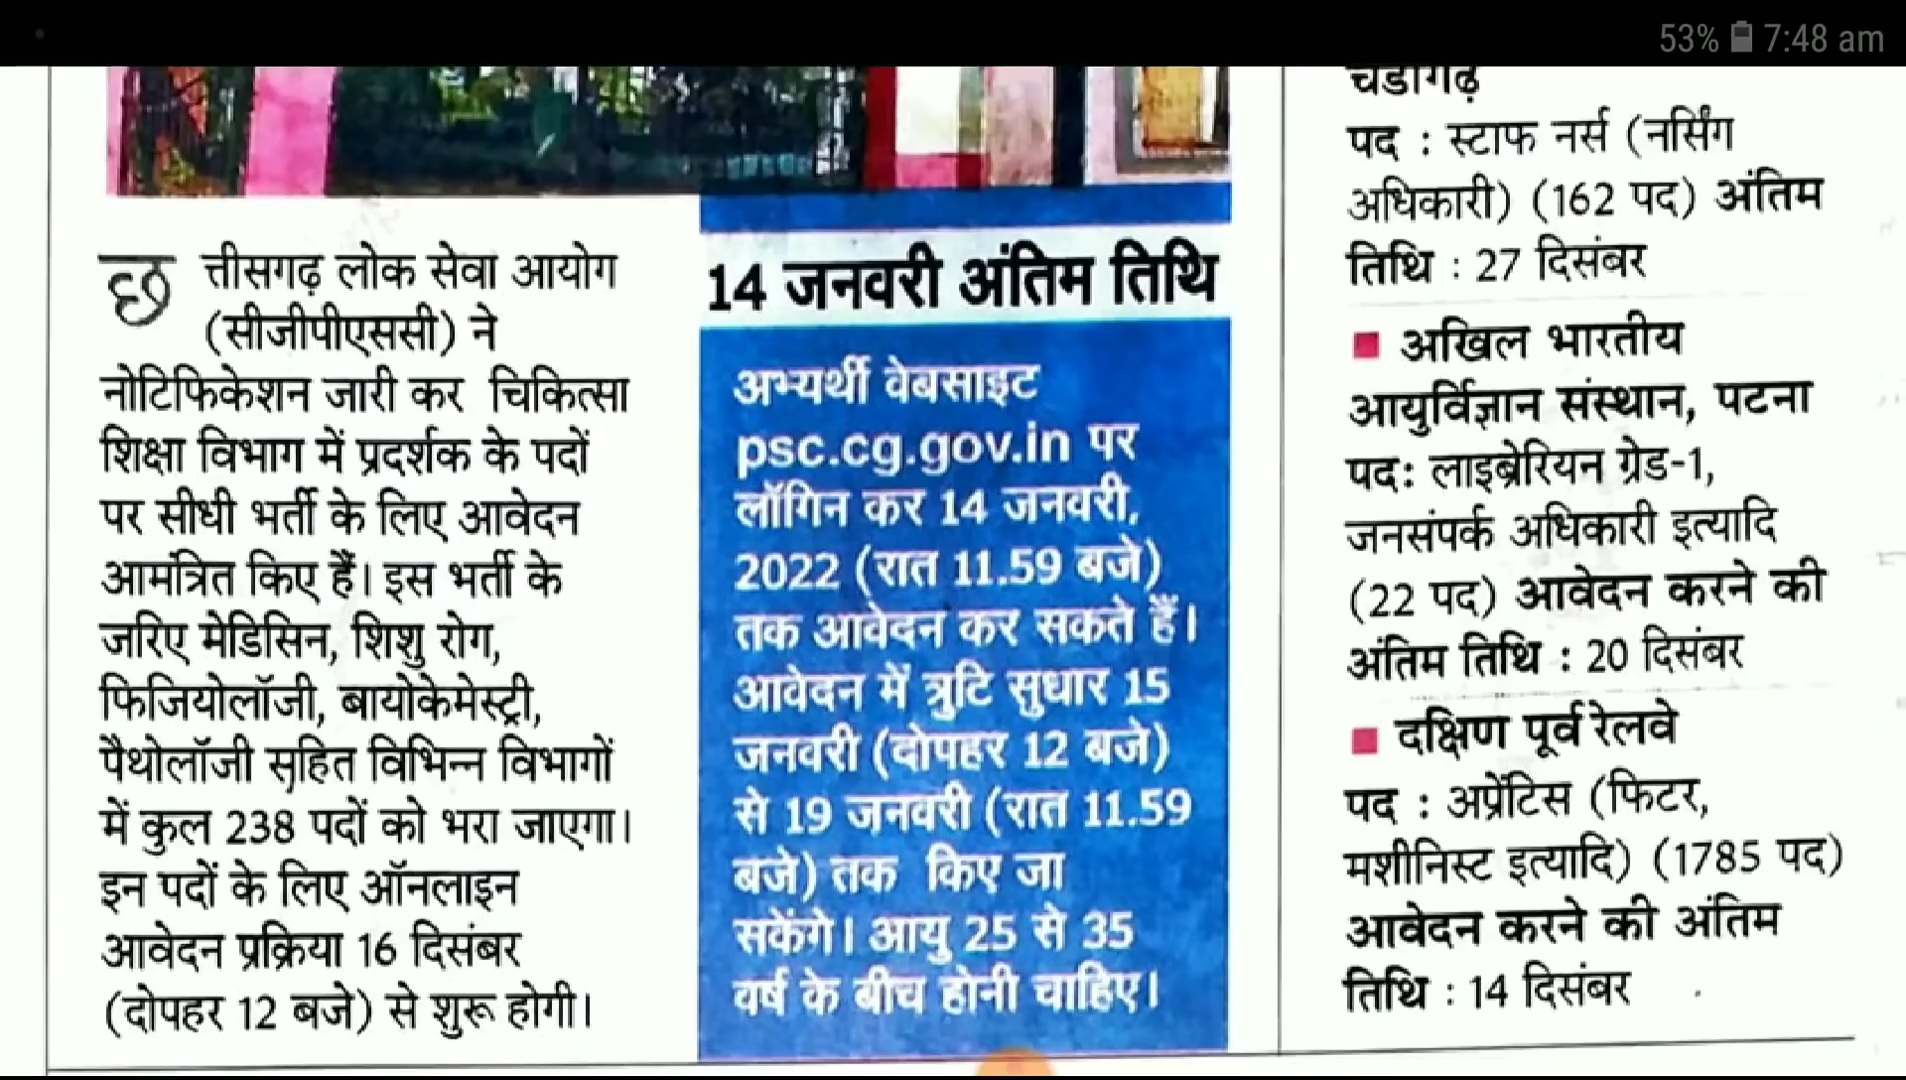 53% 7:48 am
छत्तीसगढ़ लोक सेवा आयोग
(सीजीपीएससी) ने
नोटिफिकेशन जारी कर चिकित्सा
शिक्षा विभाग में प्रदर्शक के पदों
पर सीधी भर्ती के लिए आवेदन
आमंत्रित किए हैं। इस भर्ती के
जरिए मेडिसिन, शिशु रोग,
फिजियोलॉजी, बायोकेमेस्ट्री,
पैथोलॉजी सहित विभिन्न विभागों
में कुल 238 पदों को भरा जाएगा।
इन पदों के लिए ऑनलाइन
आवेदन प्रक्रिया 16 दिसंबर
(दोपहर 12 बजे) से शुरू होगी।
14 जनवरी अंतिम तिथि
अभ्यर्थी वेबसाइट
psc.cg.gov.in पर
लॉगिन कर 14 जनवरी,
2022 (रात 11.59 बजे)
तक आवेदन कर सकते हैं।
आवेदन में त्रुटि सुधार 15
जनवरी (दोपहर 12 बजे)
से 19 जनवरी (रात 11.59
बजे) तक किए जा
सकेंगे। आयु 25 से 35
वर्ष के बीच होनी चाहिए।
चंडीगढ़
पद : स्टाफ नर्स (नर्सिंग
अधिकारी) (162 पद) अंतिम
तिथि : 27 दिसंबर
अखिल भारतीय
आयुर्विज्ञान संस्थान, पटना
पद: लाइब्रेरियन ग्रेड-1,
जनसंपर्क अधिकारी इत्यादि
(22 पद) आवेदन करने की
अंतिम तिथि : 20 दिसंबर
दक्षिण पूर्व रेलवे
पद : अप्रेंटिस (फिटर,
मशीनिस्ट इत्यादि) (1785 पद)
आवेदन करने की अंतिम
तिथि : 14 दिसंबर